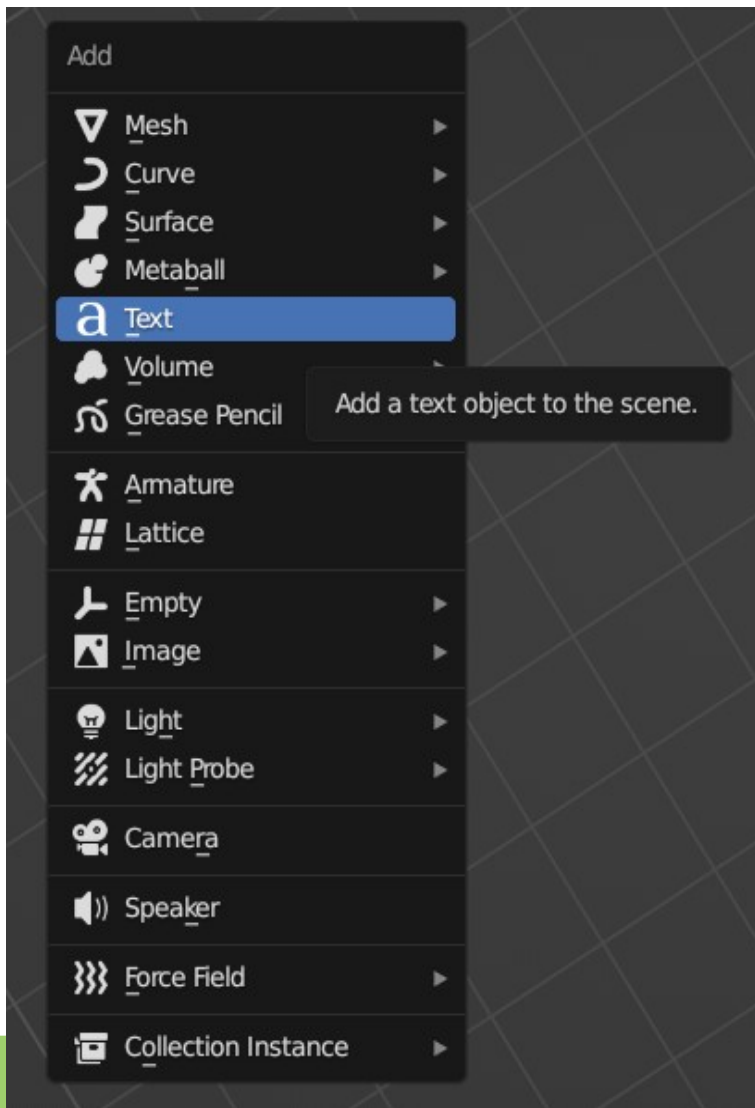 Add
Mesh
Curve
Surface
Metaball
Text
Volume
Grease Pencil
Add a text object to the scene.
Armature
Lattice
Empty
Image
Light
Light Probe
Camera
Speaker
Force Field
Collection Instance